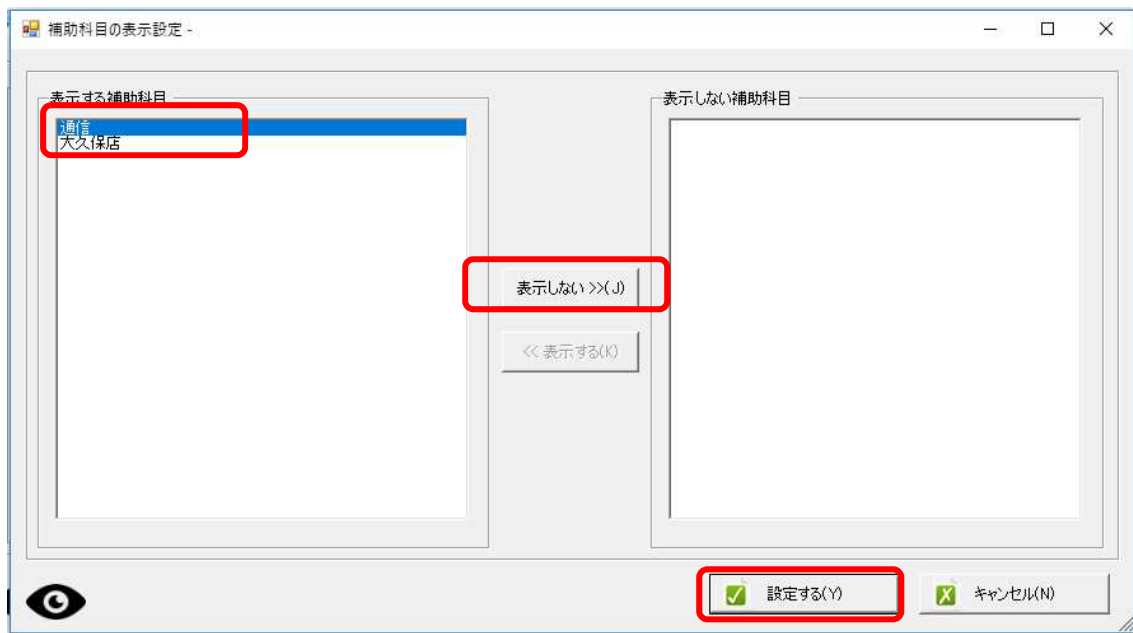 補助科目の表示設定 -
表示する補助科目
通信
大久保店
表示しない >>(J)
<< 表示する(K)
表示しない補助科目
設定する(Y)
キャンセル(N)